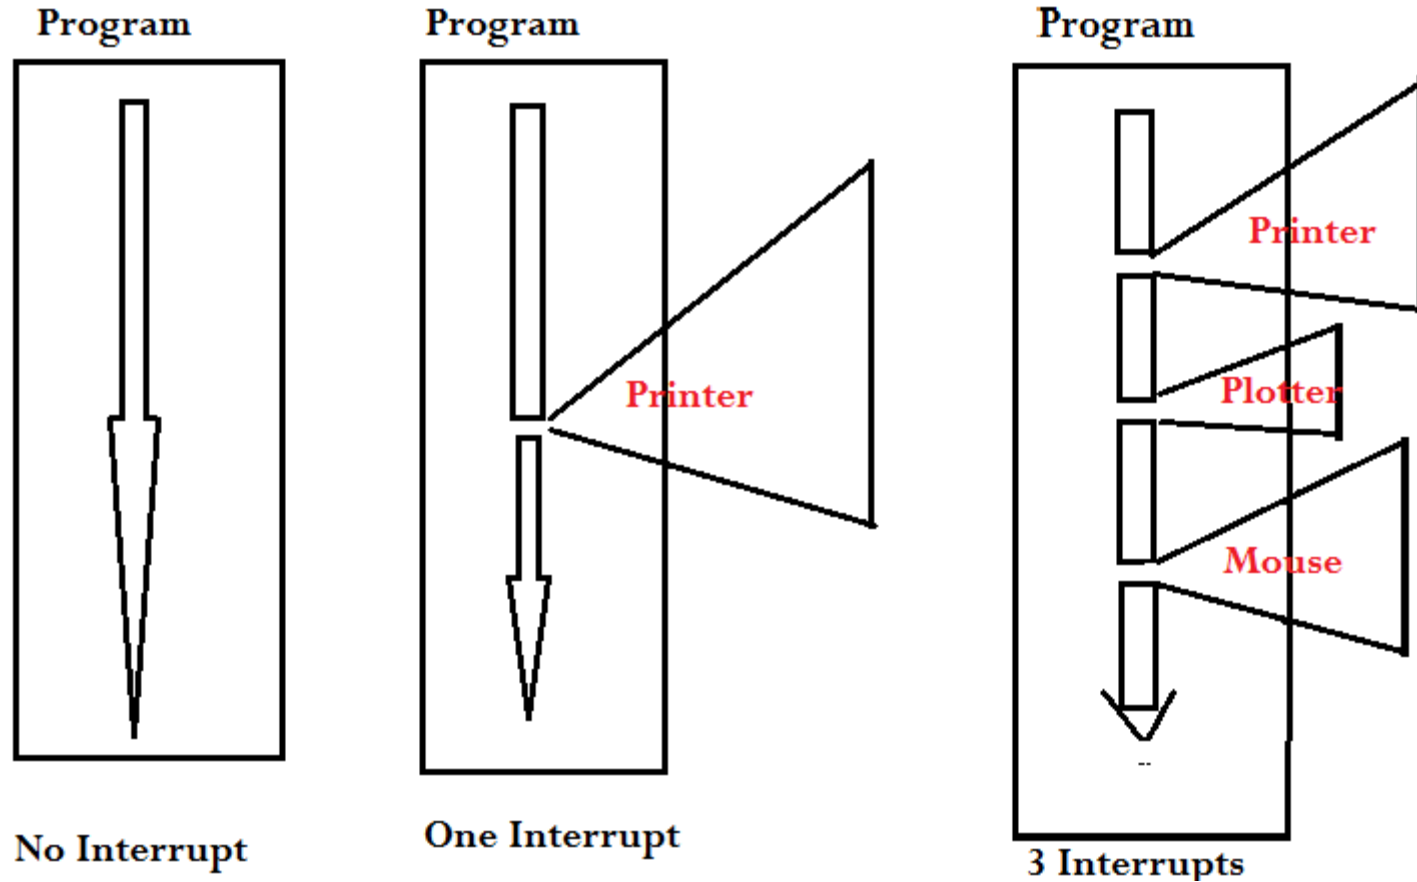 Program
Program
Program
Printer
Printer
Plotter
Mouse
--
No Interrupt
One Interrupt
3 Interrupts